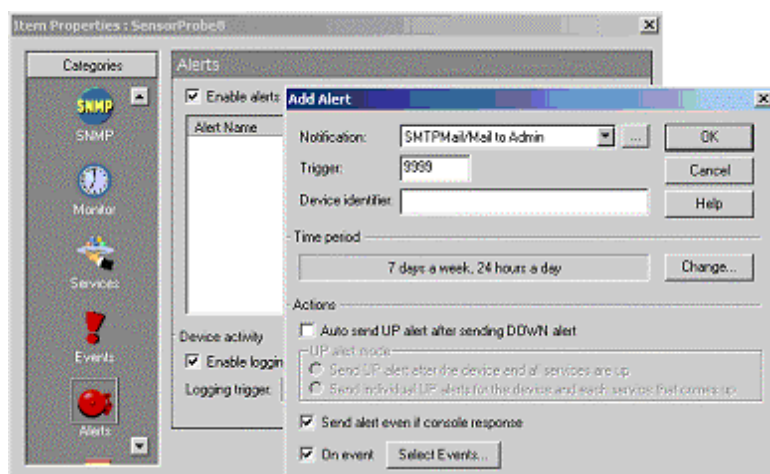 Item Properties : SensorProbe8
Categories
SNMP
SNMP
Monitor
Services
Events
Alerts
Alerts
Enable alerts
Alert Name
Device activity
Enable loggin
Logging trigger:
Add Alert
Notification:
SMTPMail/Mail to Admin
...
OK
Trigger:
9999
Cancel
Device identifier:
Help
Time period
7 days a week, 24 hours a day
Change...
Actions
Auto send UP alert after sending DOWN alert
UP alert mode
Send UP alert after the device and all services are up
Send individual UP alerts for the device and each service that comes up
Send alert even if console response
On event
Select Events...